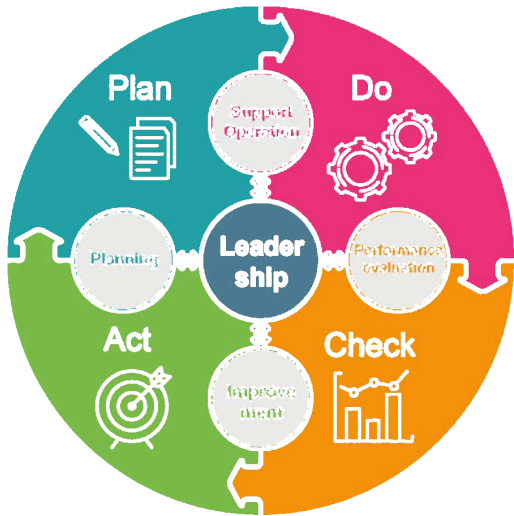 Plan
Do
Support
Operation
Planning
Leader
ship
Performance
evaluation
Act
Check
Improve
ment